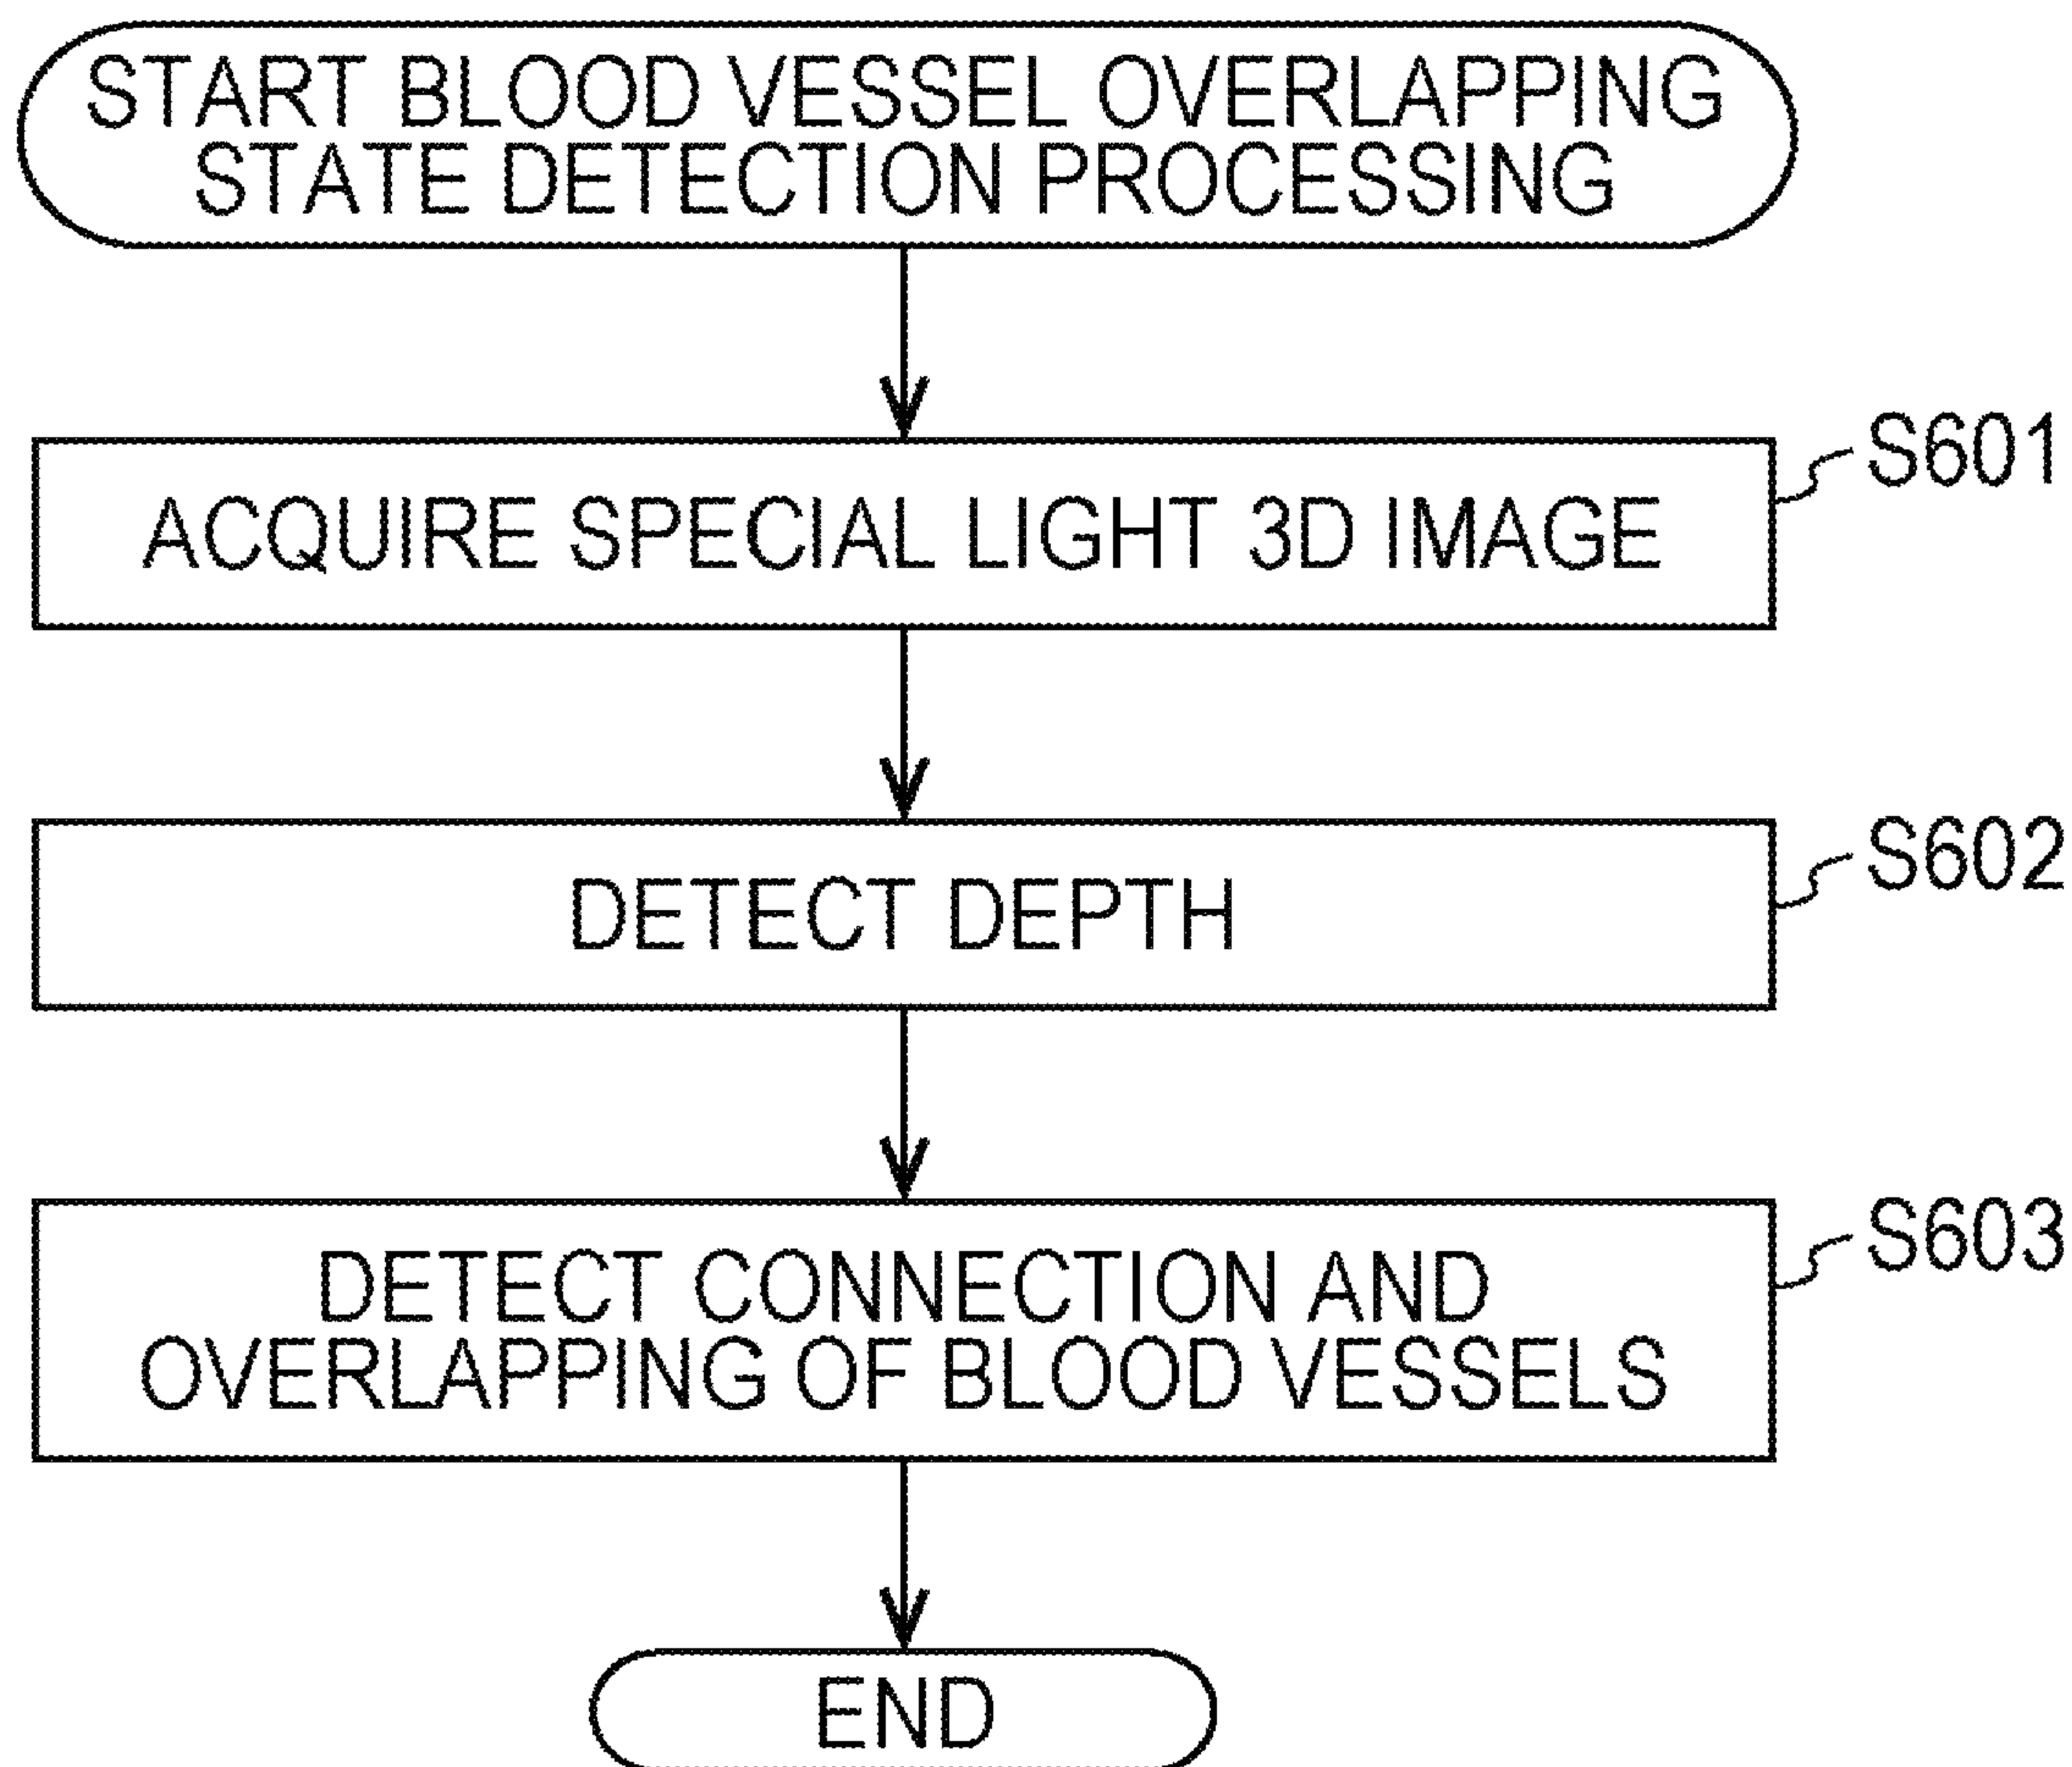 START BLOOD VESSEL OVERLAPPING
STATE DETECTION PROCESSING
S601
ACQUIRE SPECIAL LIGHT 3D IMAGE
S602
DETECT DEPTH
S603
DETECT CONNECTION AND
OVERLAPPING OF BLOOD VESSELS
END